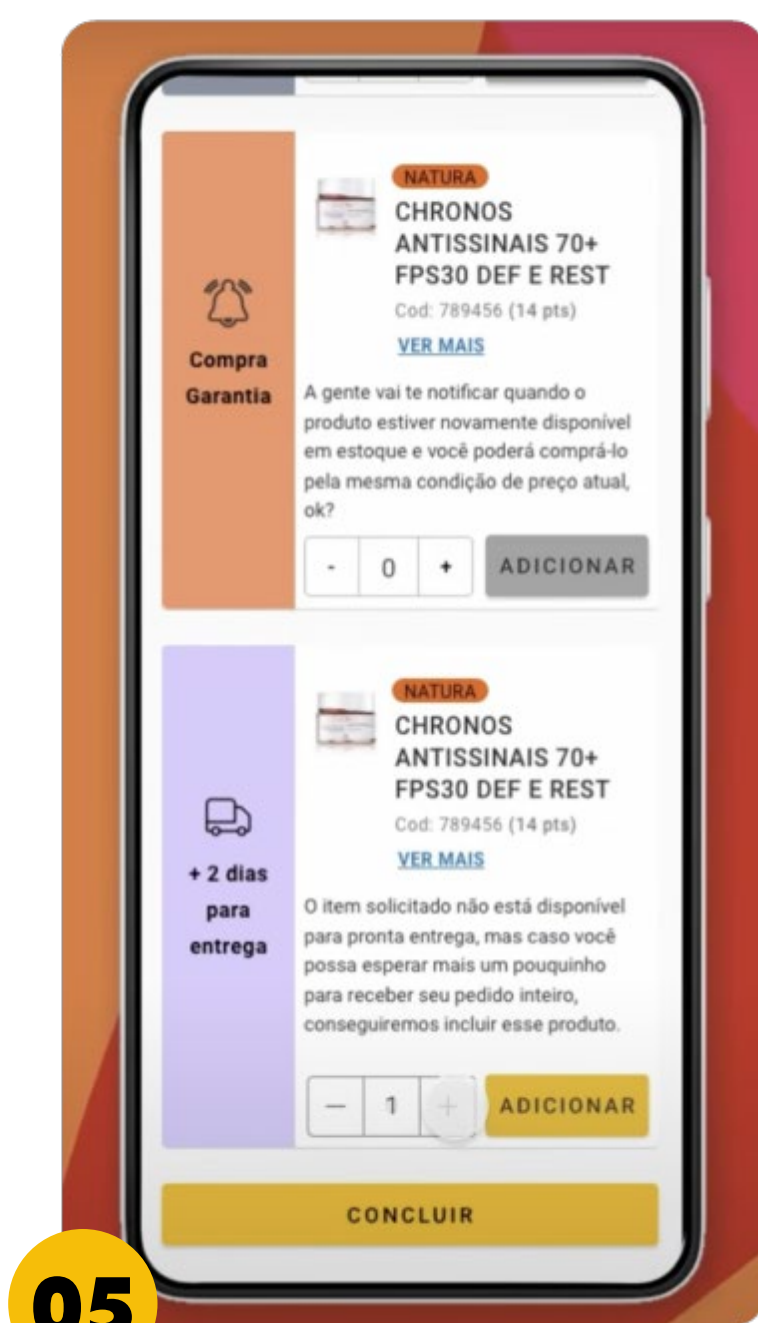 NATURA
CHRONOS
ANTISSINAIS 70+
FPS30 DEF E REST
Cod: 789456 (14 pts)
VER MAIS
Compra
Garantia
A gente vai te notificar quando o
produto estiver novamente disponível
em estoque e você poderá comprá-lo
pela mesma condição de preço atual,
ok?
- 0 + ADICIONAR
NATURA
CHRONOS
ANTISSINAIS 70+
FPS30 DEF E REST
Cod: 789456 (14 pts)
VER MAIS
+ 2 dias
para
entrega
O item solicitado não está disponível
para pronta entrega, mas caso você
possa esperar mais um pouquinho
para receber seu pedido inteiro,
conseguiremos incluir esse produto.
— 1 + ADICIONAR
CONCLUIR
05